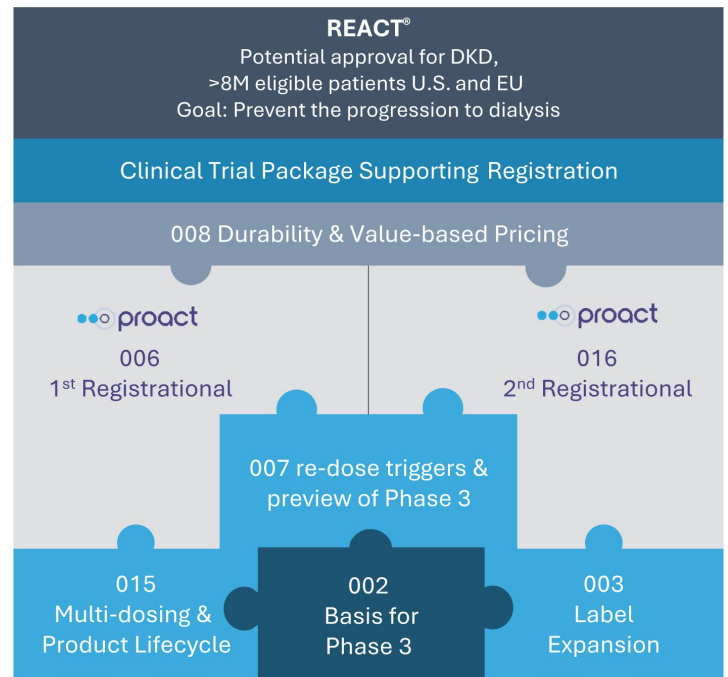 REACT®
Potential approval for DKD,
>8M eligible patients U.S. and EU
Goal: Prevent the progression to dialysis
Clinical Trial Package Supporting Registration
008 Durability & Value-based Pricing
proact
006
1st Registrational
proact
016
2nd Registrational
007 re-dose triggers &
preview of Phase 3
015
Multi-dosing &
Product Lifecycle
002
Basis for
Phase 3
003
Label
Expansion